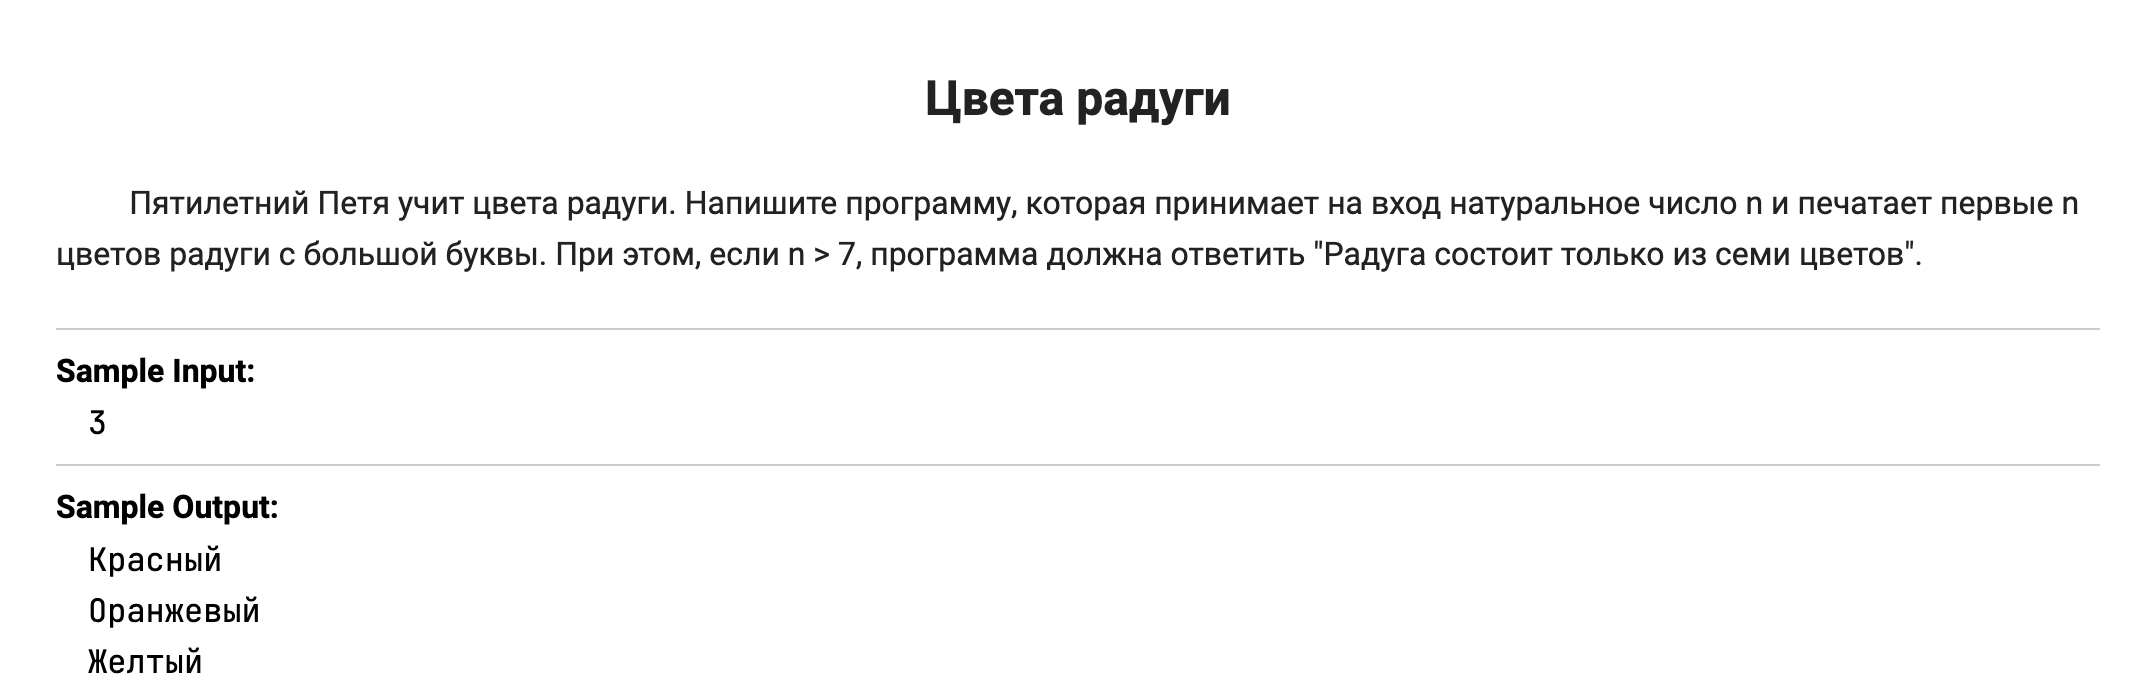 Цвета радуги
Пятилетний Петя учит цвета радуги. Напишите программу, которая принимает на вход натуральное число n и печатает первые n
цветов радуги с большой буквы. При этом, если n > 7, программа должна ответить "Радуга состоит только из семи цветов".
Sample Input:
3
Sample Output:
Красный
Оранжевый
Желтый